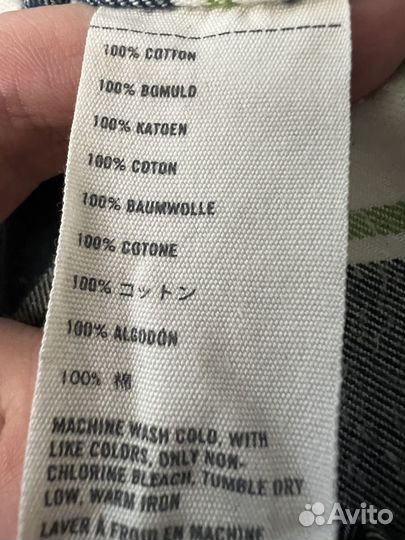 100% COTTON
100% BOMULD
100% KATOEN
100% COTON
100% BAUMWOLLE
100% COTONE
100% コットン
100% ALGODÓN
100% 棉
MACHINE WASH COLD, WITH
LIKE COLORS, ONLY NON-
CHLORINE BLEACH, TUMBLE DRY
LOW, WARM IRON
LAVER À FROID EN MACHINE
Avito